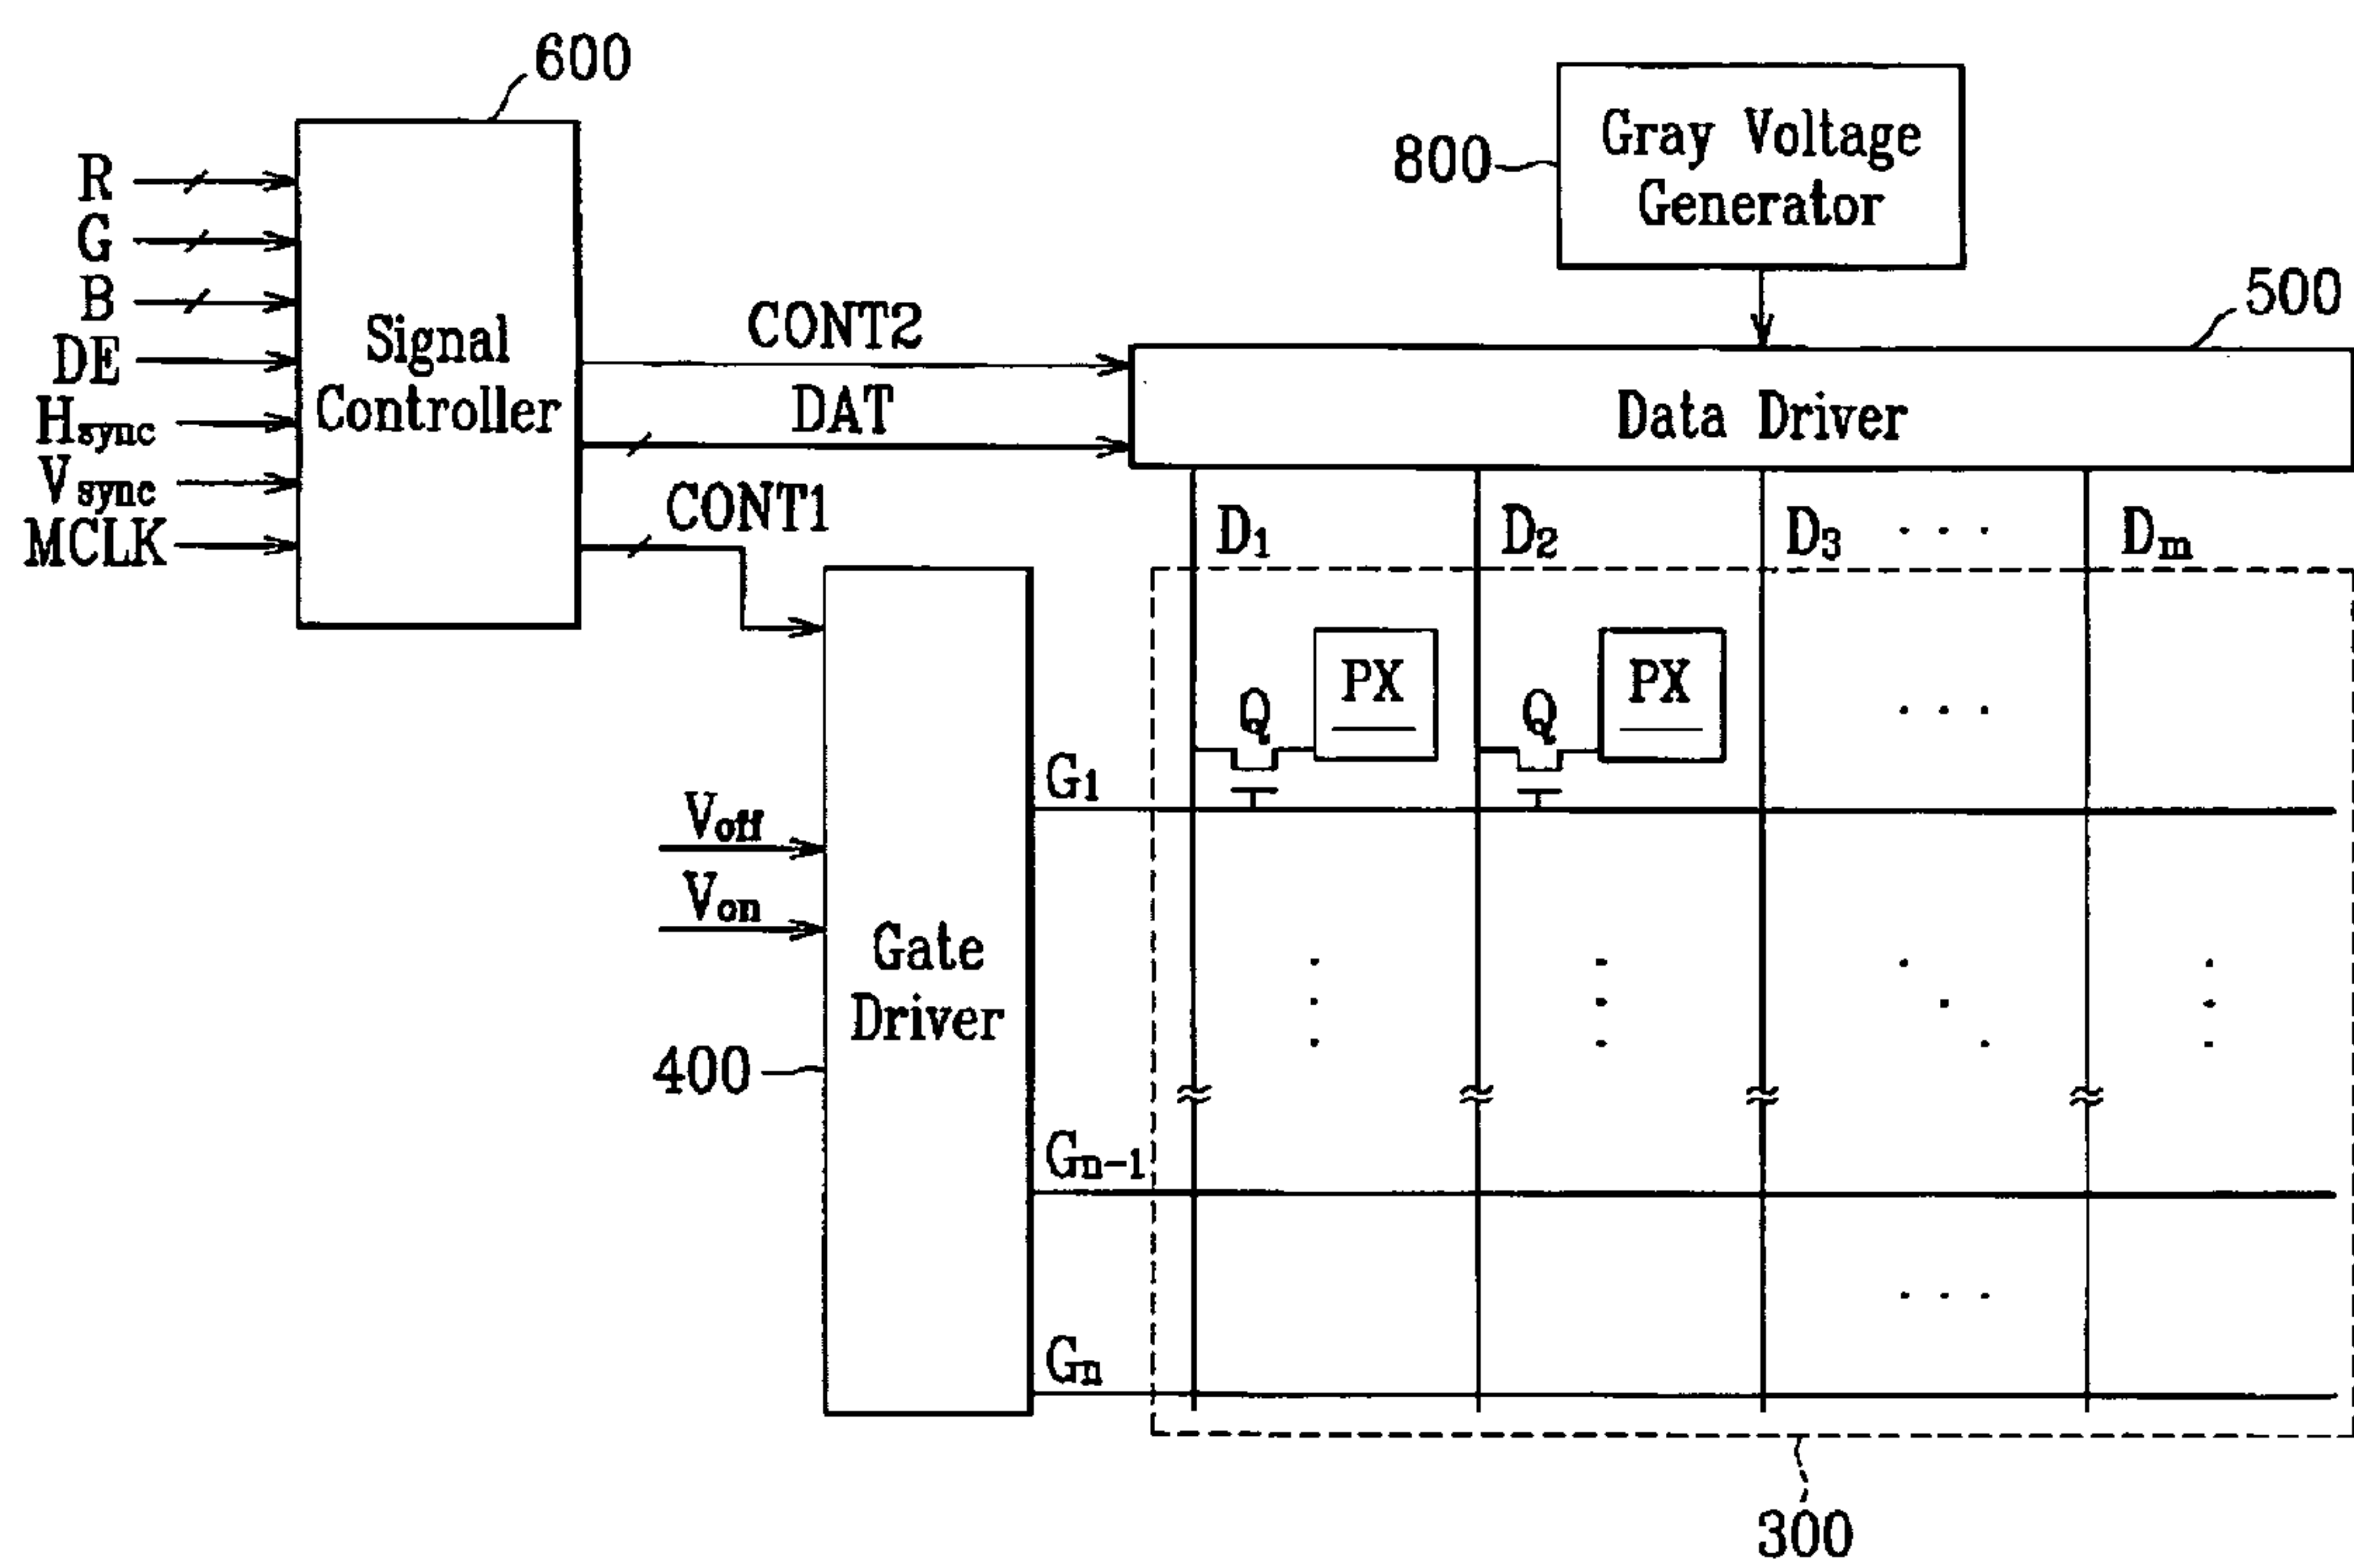 600
R
G
B
DE
Hsync
Vsync
MCLK
Signal
Controller
CONT2
DAT
CONT1
800
Gray Voltage
Generator
500
Data Driver
D1 D2 D3 . . . Dm
PX PX
Q Q . . .
G1
Voff
Von
Gate
Driver
400
Gn-1
Gn
. . .
300